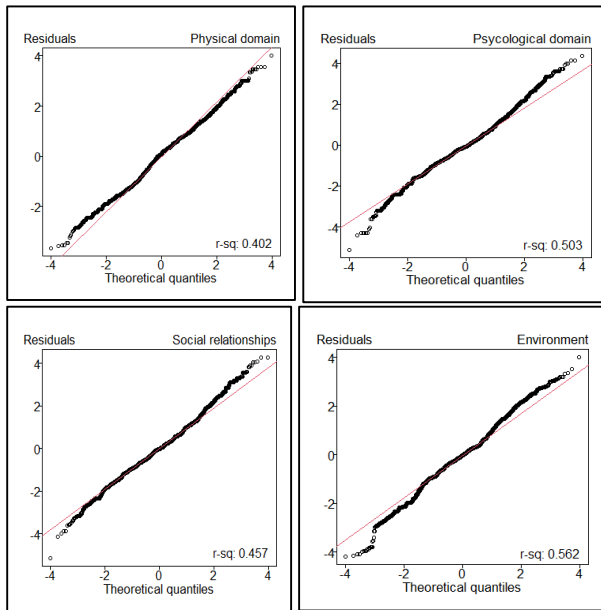 Residuals Physical domain
4
2
0
-2
r-sq: 0.402
-4 -2 0 2 4
Theoretical quantiles
Residuals Psycological domain
4
2
0
-2
-4
r-sq: 0.503
-4 -2 0 2 4
Theoretical quantiles
Residuals Social relationships
4
2
0
-2
-4
r-sq: 0.457
-4 -2 0 2 4
Theoretical quantiles
Residuals Environment
4
2
0
-2
-4
r-sq: 0.562
-4 -2 0 2 4
Theoretical quantiles